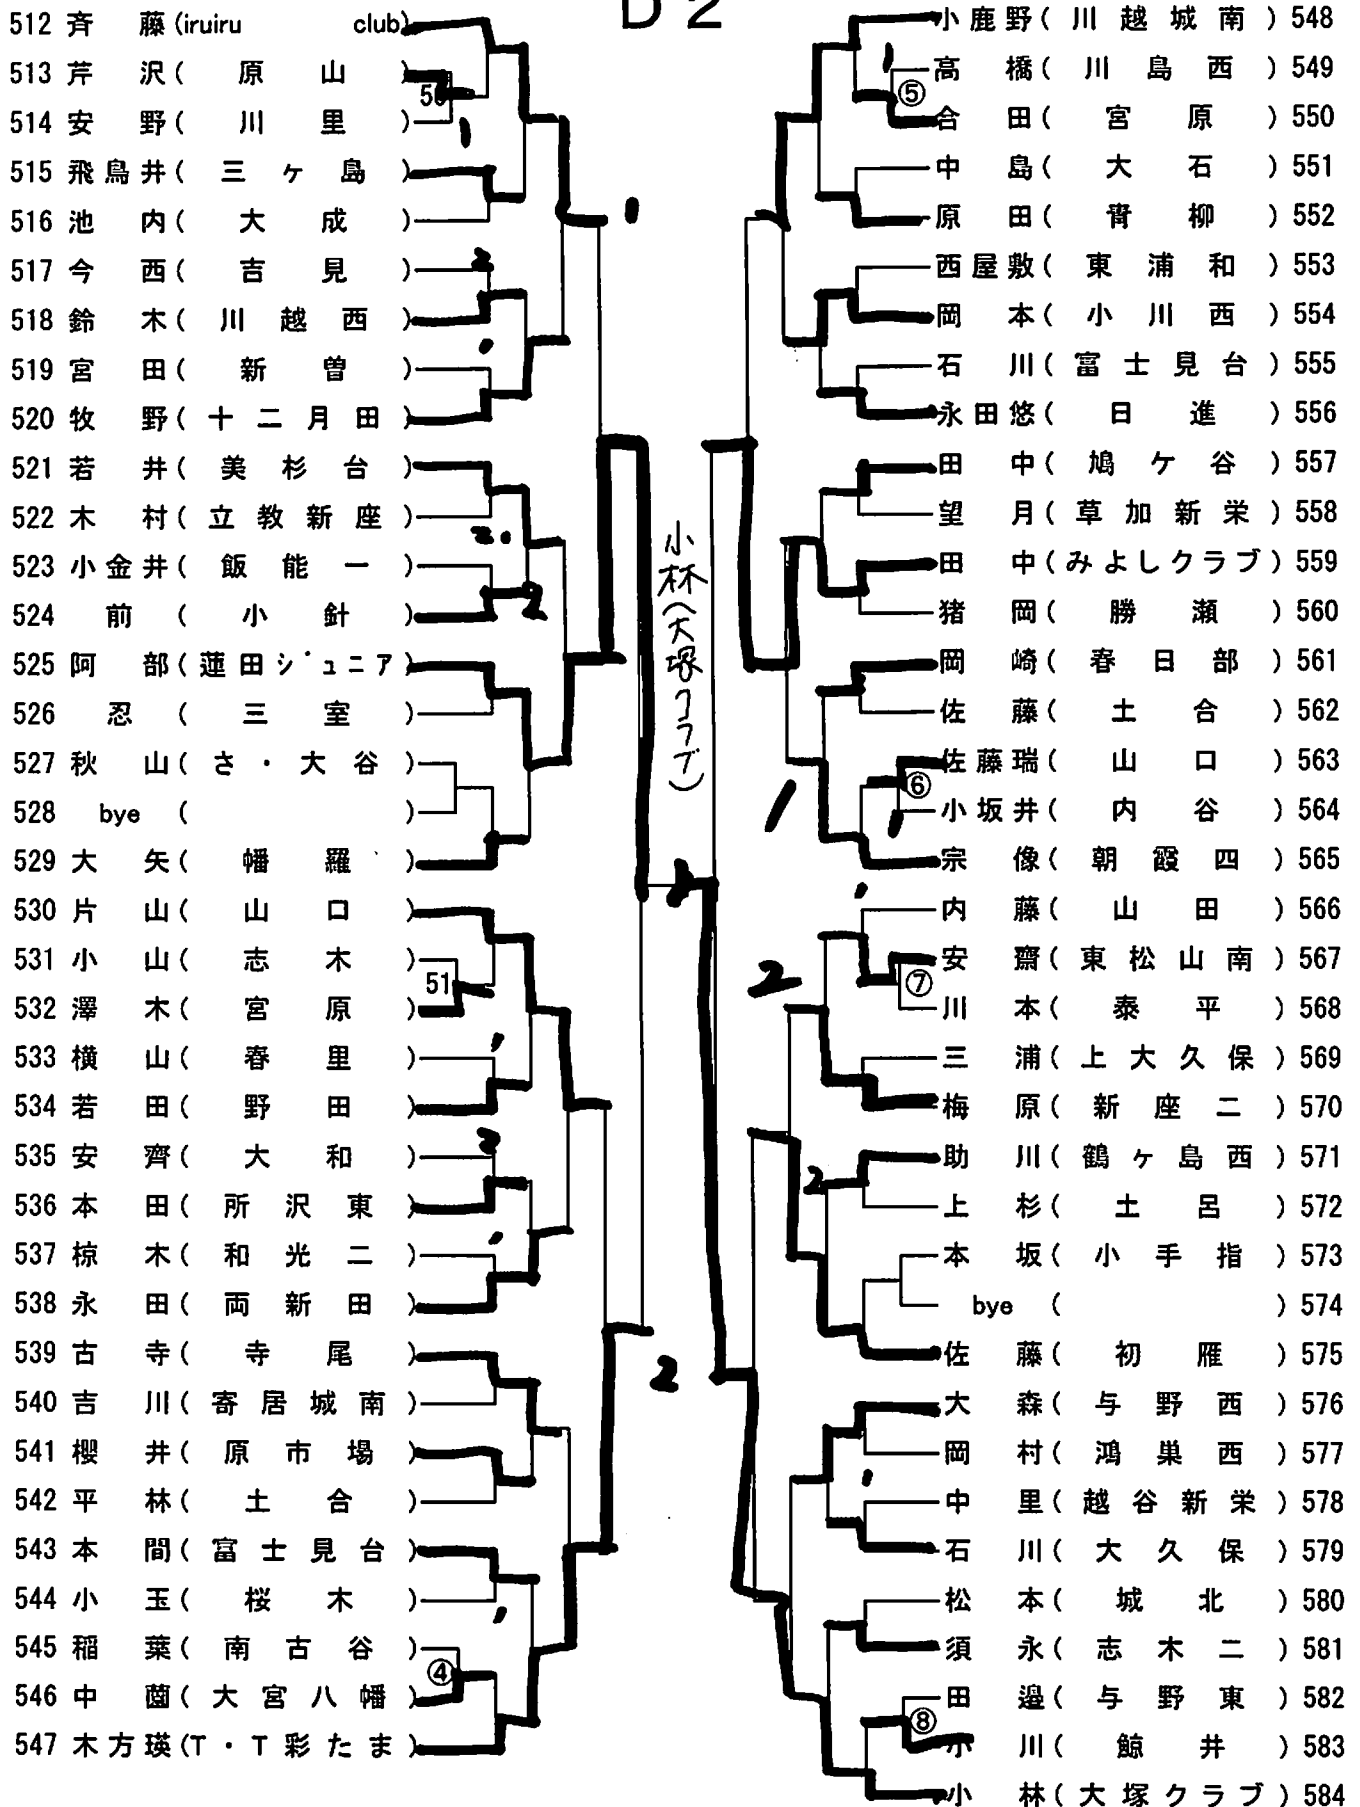 D2
512 斉 藤(iruiru club)
513 芹 沢( 原 山 )
514 安 野( 川 里 )
515 飛鳥井( 三 ヶ 島 )
516 池 内( 大 成 )
517 今 西( 吉 見 )
518 鈴 木( 川 越 西 )
519 宮 田( 新 曽 )
520 牧 野( 十 二 月 田 )
521 若 井( 美 杉 台 )
522 木 村( 立 教 新 座 )
523 小金井( 飯 能 一 )
524 前 ( 小 針 )
525 阿 部( 蓮田ジュニア )
526 忍 ( 三 室 )
527 秋 山( さ ・ 大 谷 )
528 bye ( )
529 大 矢( 幡 羅 )
530 片 山( 山 口 )
531 小 山( 志 木 )
51
532 澤 木( 宮 原 )
533 横 山( 春 里 )
534 若 田( 野 田 )
535 安 齊( 大 和 )
536 本 田( 所 沢 東 )
537 椋 木( 和 光 二 )
538 永 田( 両 新 田 )
539 古 寺( 寺 尾 )
540 吉 川( 寄 居 城 南 )
541 櫻 井( 原 市 場 )
542 平 林( 土 合 )
543 本 間( 富 士 見 台 )
544 小 玉( 桜 木 )
545 稲 葉( 南 古 谷 )
④
546 中 薗( 大 宮 八 幡 )
547 木方瑛(T・T彩たま)
小林(大塚クラブ)
小鹿野( 川 越 城 南 ) 548
高 橋( 川 島 西 ) 549
⑤
合 田( 宮 原 ) 550
中 島( 大 石 ) 551
原 田( 青 柳 ) 552
西屋敷( 東 浦 和 ) 553
岡 本( 小 川 西 ) 554
石 川( 富 士 見 台 ) 555
永田悠( 日 進 ) 556
田 中( 鳩 ケ 谷 ) 557
望 月( 草 加 新 栄 ) 558
田 中(みよしクラブ) 559
猪 岡( 勝 瀬 ) 560
岡 崎( 春 日 部 ) 561
佐 藤( 土 合 ) 562
佐藤瑞( 山 口 ) 563
⑥
小坂井( 内 谷 ) 564
宗 像( 朝 霞 四 ) 565
内 藤( 山 田 ) 566
安 齋( 東 松 山 南 ) 567
⑦
川 本( 泰 平 ) 568
三 浦( 上 大 久 保 ) 569
梅 原( 新 座 二 ) 570
助 川( 鶴 ヶ 島 西 ) 571
上 杉( 土 呂 ) 572
本 坂( 小 手 指 ) 573
bye ( ) 574
佐 藤( 初 雁 ) 575
大 森( 与 野 西 ) 576
岡 村( 鴻 巣 西 ) 577
中 里( 越 谷 新 栄 ) 578
石 川( 大 久 保 ) 579
松 本( 城 北 ) 580
須 永( 志 木 二 ) 581
田 邉( 与 野 東 ) 582
⑧
小 川( 鯨 井 ) 583
小 林( 大塚クラブ ) 584